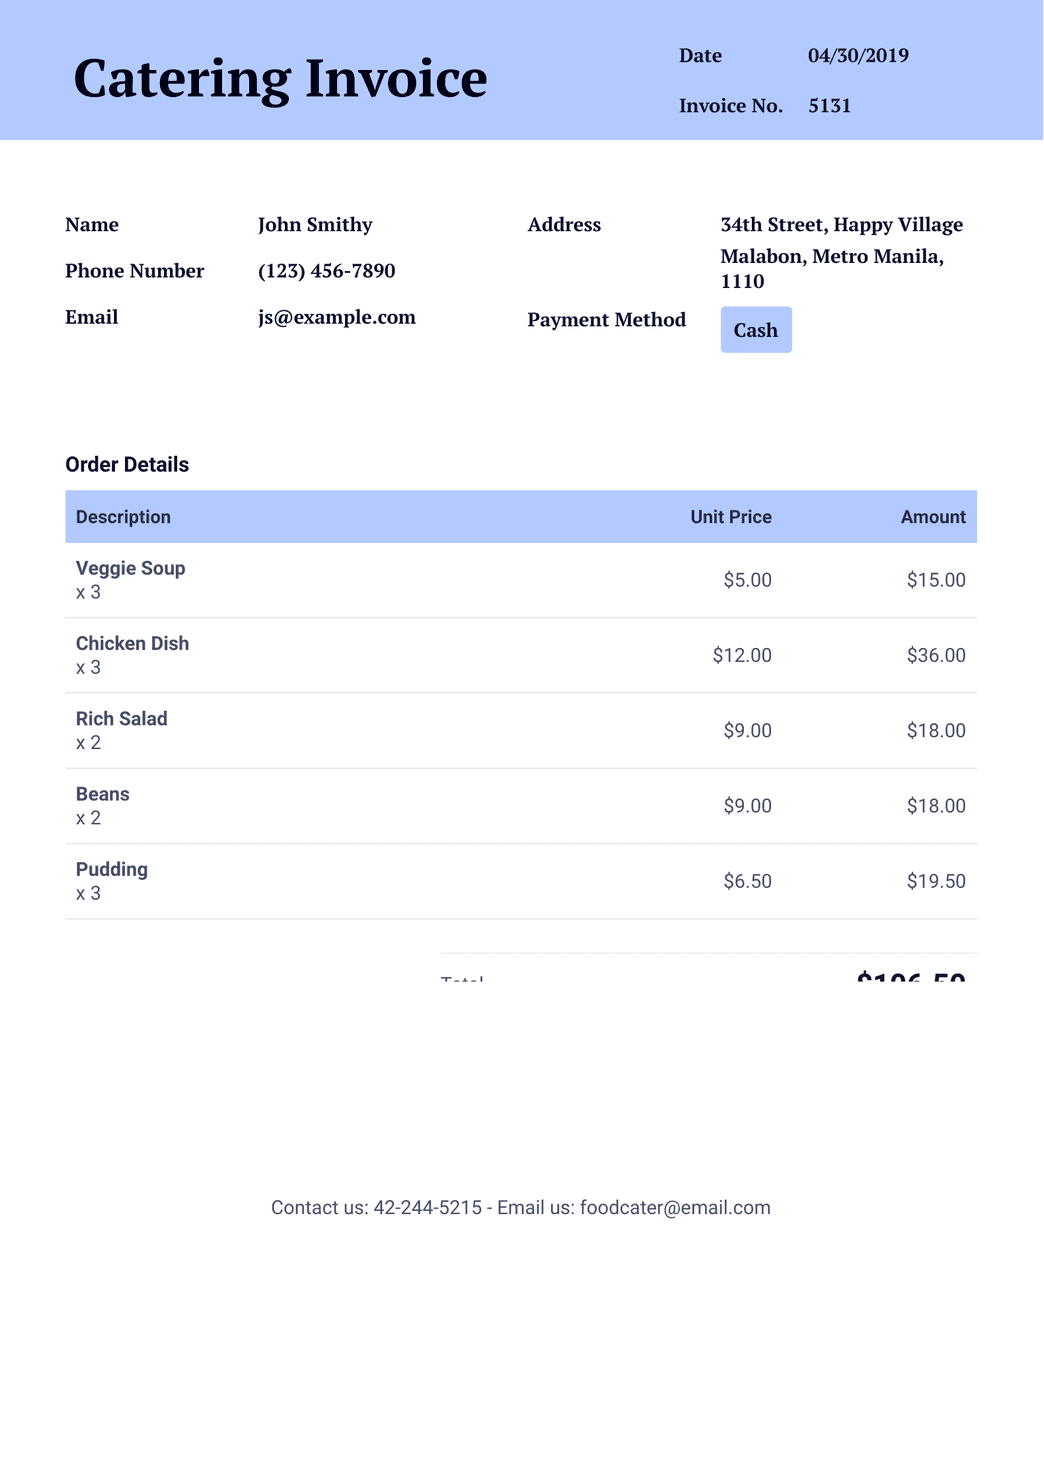 Catering Invoice
Date 04/30/2019
Invoice No. 5131
Name John Smithy
Phone Number (123) 456-7890
Email js@example.com
Address 34th Street, Happy Village
Malabon, Metro Manila,
1110
Payment Method Cash
Order Details
Description Unit Price Amount
Veggie Soup
x 3 $5.00 $15.00
Chicken Dish
x 3 $12.00 $36.00
Rich Salad
x 2 $9.00 $18.00
Beans
x 2 $9.00 $18.00
Pudding
x 3 $6.50 $19.50
Total $106.50
Contact us: 42-244-5215 - Email us: foodcater@email.com